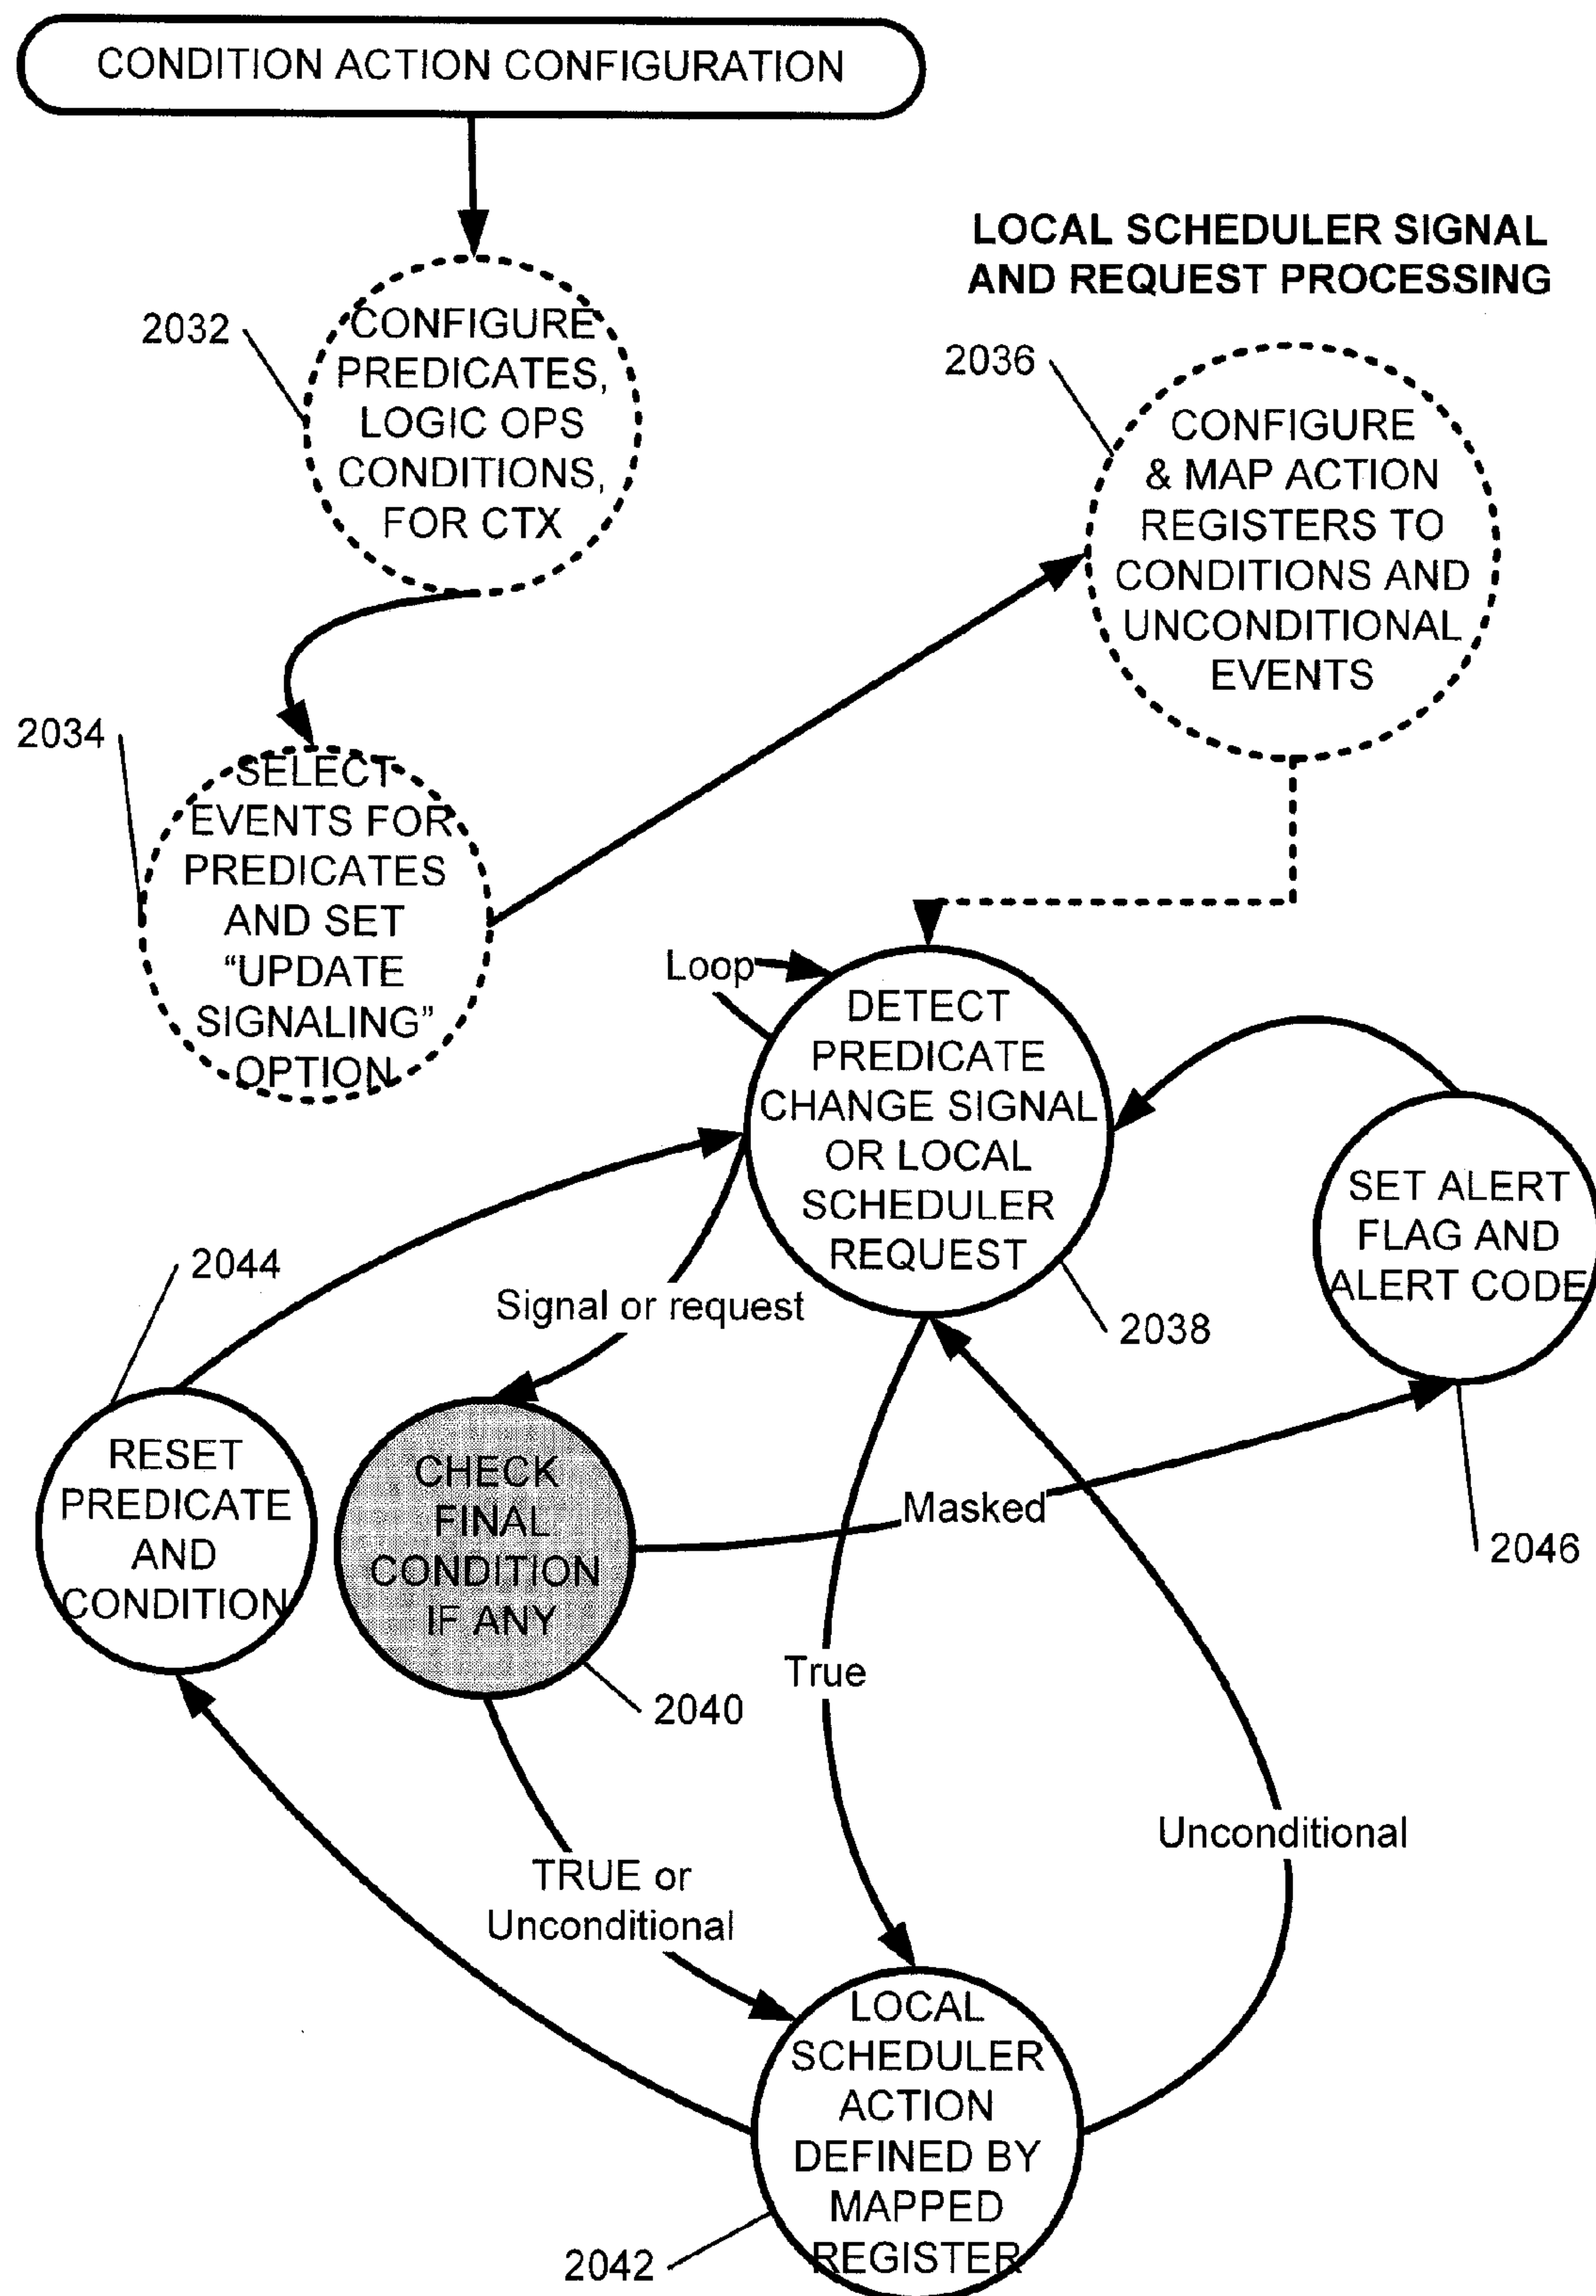 CONDITION ACTION CONFIGURATION
LOCAL SCHEDULER SIGNAL
AND REQUEST PROCESSING
2032
CONFIGURE
PREDICATES,
LOGIC OPS
CONDITIONS,
FOR CTX
2036
CONFIGURE
& MAP ACTION
REGISTERS TO
CONDITIONS AND
UNCONDITIONAL
EVENTS
2034
SELECT
EVENTS FOR
PREDICATES
AND SET
“UPDATE
SIGNALING”
OPTION
Loop
DETECT
PREDICATE
CHANGE SIGNAL
OR LOCAL
SCHEDULER
REQUEST
2038
SET ALERT
FLAG AND
ALERT CODE
2046
2044
Signal or request
RESET
PREDICATE
AND
CONDITION
CHECK
FINAL
CONDITION
IF ANY
2040
Masked
True
Unconditional
TRUE or
Unconditional
LOCAL
SCHEDULER
ACTION
DEFINED BY
MAPPED
REGISTER
2042